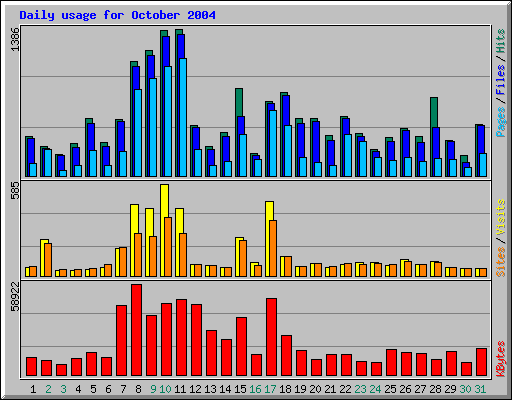 Daily usage for October 2004
1386
Pages / Files / Hits
585
Sites / Visits
58922
KBytes
1 2 3 4 5 6 7 8 9 10 11 12 13 14 15 16 17 18 19 20 21 22 23 24 25 26 27 28 29 30 31